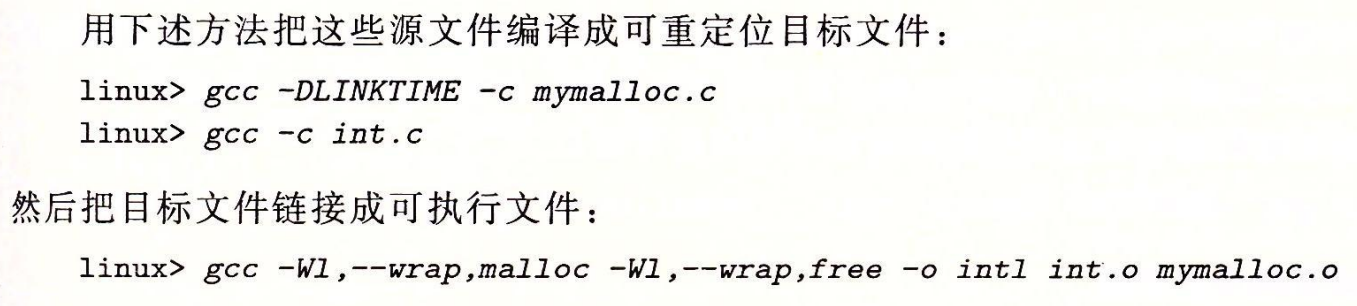 用下述方法把这些源文件编译成可重定位目标文件：
linux> gcc -DLINKTIME -c mymalloc.c
linux> gcc -c int.c
然后把目标文件链接成可执行文件：
linux> gcc -Wl,--wrap,malloc -Wl,--wrap,free -o intl int.o mymalloc.o